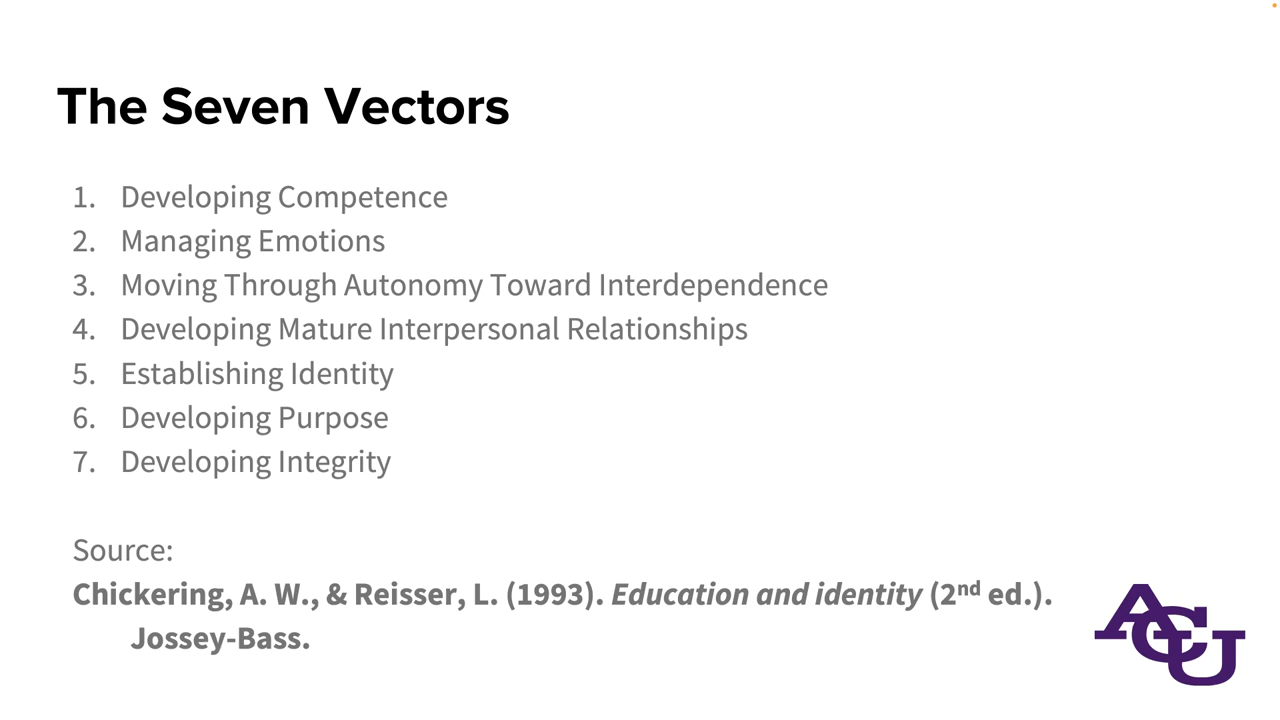 The Seven Vectors
1. Developing Competence
2. Managing Emotions
3. Moving Through Autonomy Toward Interdependence
4. Developing Mature Interpersonal Relationships
5. Establishing Identity
6. Developing Purpose
7. Developing Integrity
Source:
Chickering, A. W., & Reisser, L. (1993). Education and identity (2nd ed.).
Jossey-Bass.
ACU